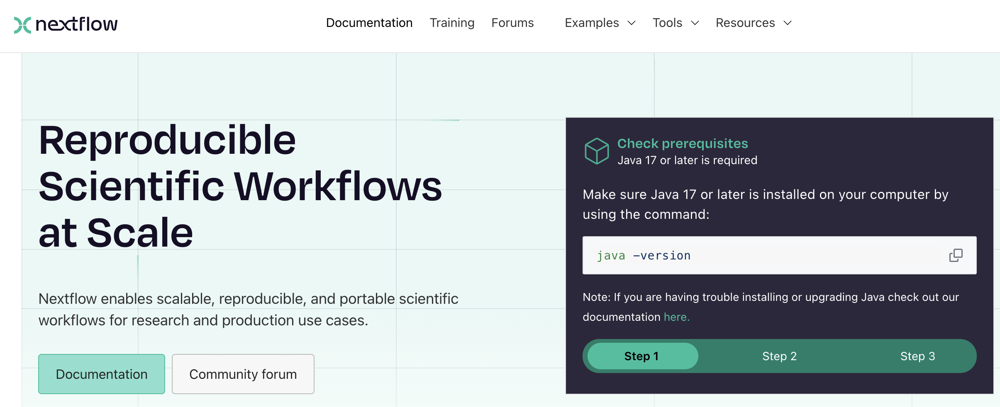 nextflow
Documentation Training Forums Examples Tools Resources
Reproducible
Scientific Workflows
at Scale
Nextflow enables scalable, reproducible, and portable scientific
workflows for research and production use cases.
Documentation Community forum
Check prerequisites
Java 17 or later is required
Make sure Java 17 or later is installed on your computer by
using the command:
java -version
Note: If you are having trouble installing or upgrading Java check out our
documentation here.
Step 1 Step 2 Step 3